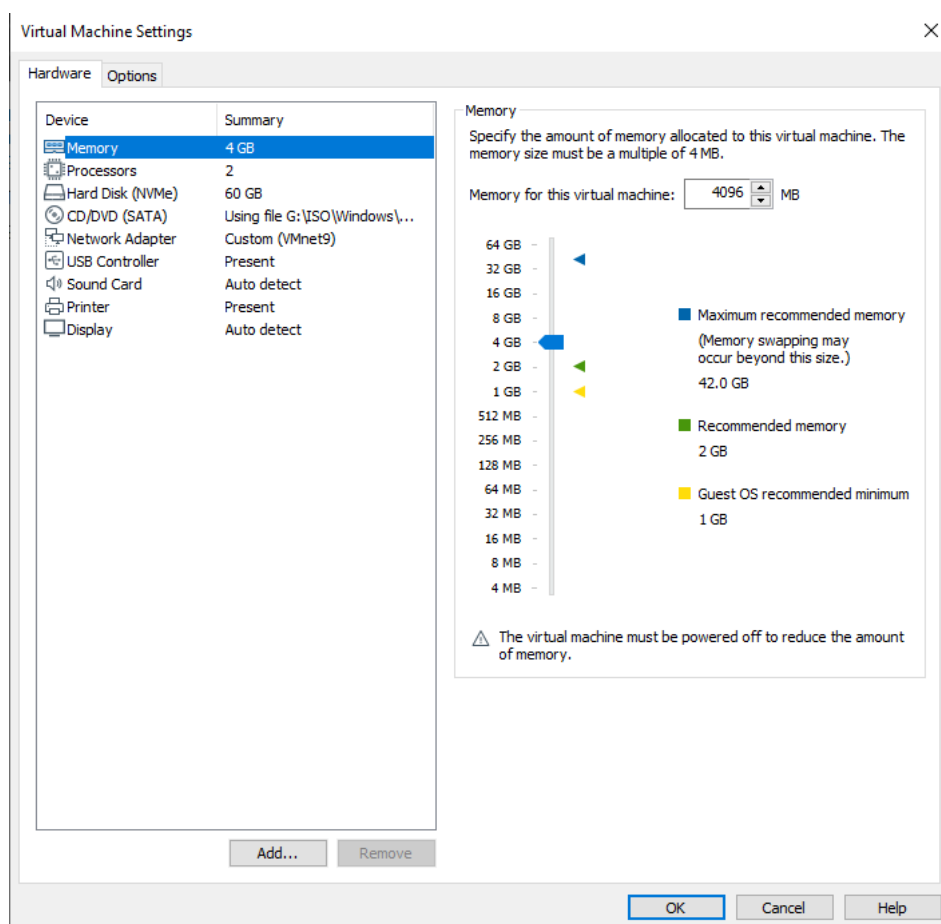 Virtual Machine Settings
Hardware Options
Device Summary
Memory 4 GB
Processors 2
Hard Disk (NVMe) 60 GB
CD/DVD (SATA) Using file G:\ISO\Windows\...
Network Adapter Custom (VMnet9)
USB Controller Present
Sound Card Auto detect
Printer Present
Display Auto detect
Add... Remove
Memory
Specify the amount of memory allocated to this virtual machine. The
memory size must be a multiple of 4 MB.
Memory for this virtual machine: 4096 MB
64 GB
32 GB
16 GB
8 GB
4 GB
2 GB
1 GB
512 MB
256 MB
128 MB
64 MB
32 MB
16 MB
8 MB
4 MB
Maximum recommended memory
(Memory swapping may
occur beyond this size.)
42.0 GB
Recommended memory
2 GB
Guest OS recommended minimum
1 GB
The virtual machine must be powered off to reduce the amount
of memory.
OK Cancel Help